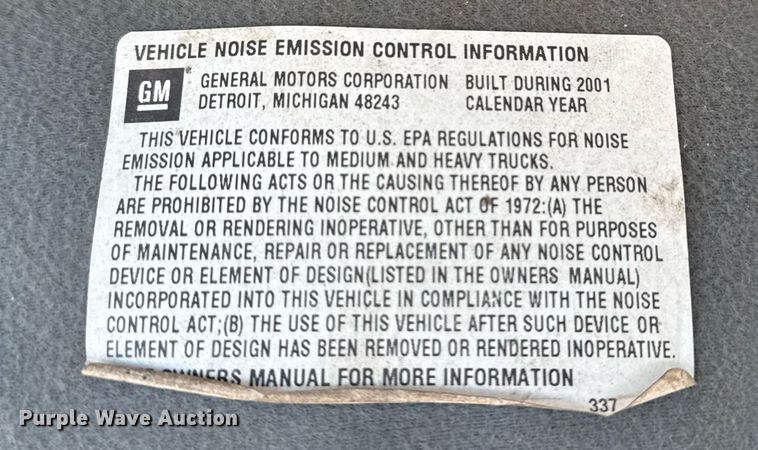 VEHICLE NOISE EMISSION CONTROL INFORMATION
GM
GENERAL MOTORS CORPORATION BUILT DURING 2001
DETROIT, MICHIGAN 48243 CALENDAR YEAR
THIS VEHICLE CONFORMS TO U.S. EPA REGULATIONS FOR NOISE
EMISSION APPLICABLE TO MEDIUM AND HEAVY TRUCKS.
THE FOLLOWING ACTS OR THE CAUSING THEREOF BY ANY PERSON
ARE PROHIBITED BY THE NOISE CONTROL ACT OF 1972:(A) THE
REMOVAL OR RENDERING INOPERATIVE, OTHER THAN FOR PURPOSES
OF MAINTENANCE, REPAIR OR REPLACEMENT OF ANY NOISE CONTROL
DEVICE OR ELEMENT OF DESIGN(LISTED IN THE OWNERS MANUAL)
INCORPORATED INTO THIS VEHICLE IN COMPLIANCE WITH THE NOISE
CONTROL ACT;(B) THE USE OF THIS VEHICLE AFTER SUCH DEVICE OR
ELEMENT OF DESIGN HAS BEEN REMOVED OR RENDERED INOPERATIVE.
OWNERS MANUAL FOR MORE INFORMATION
337
Purple Wave Auction